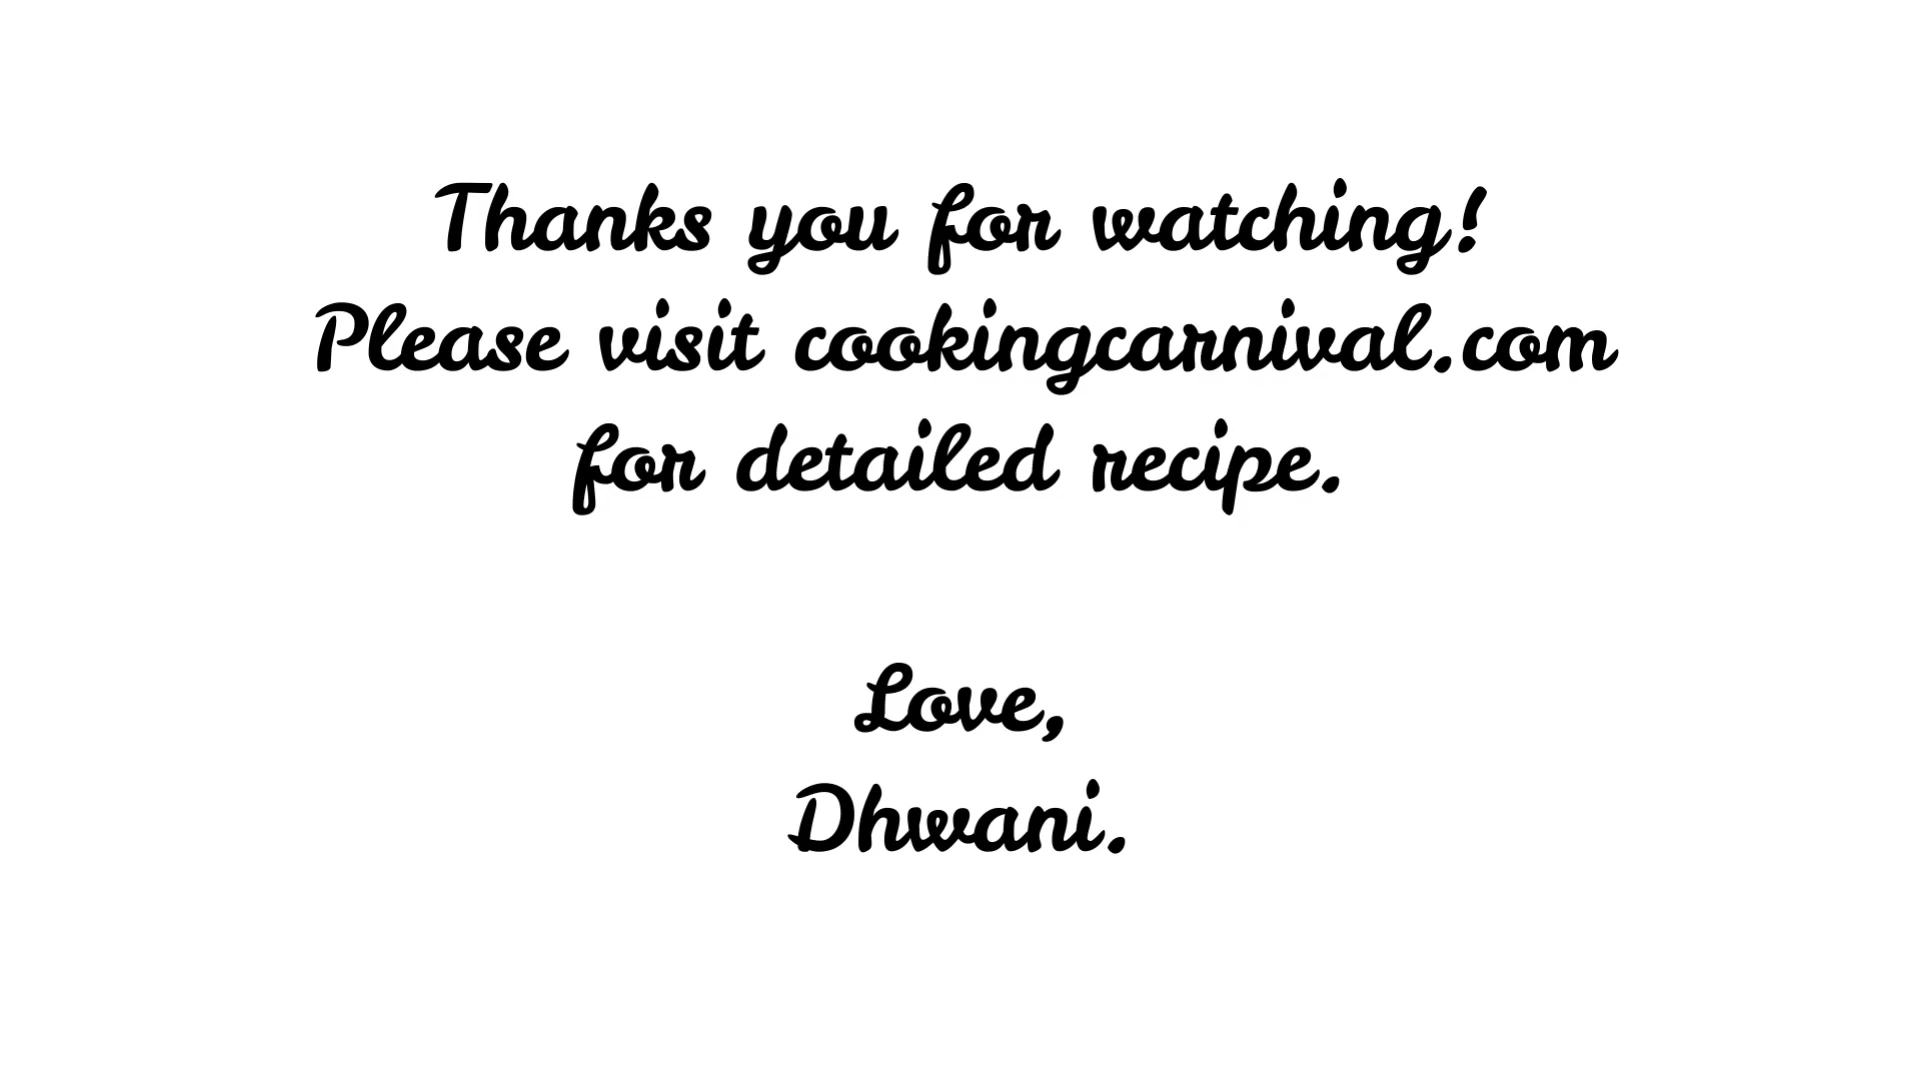 Thanks you for watching!
Please visit cookingcarnival.com
for detailed recipe.
Love,
Dhwani.